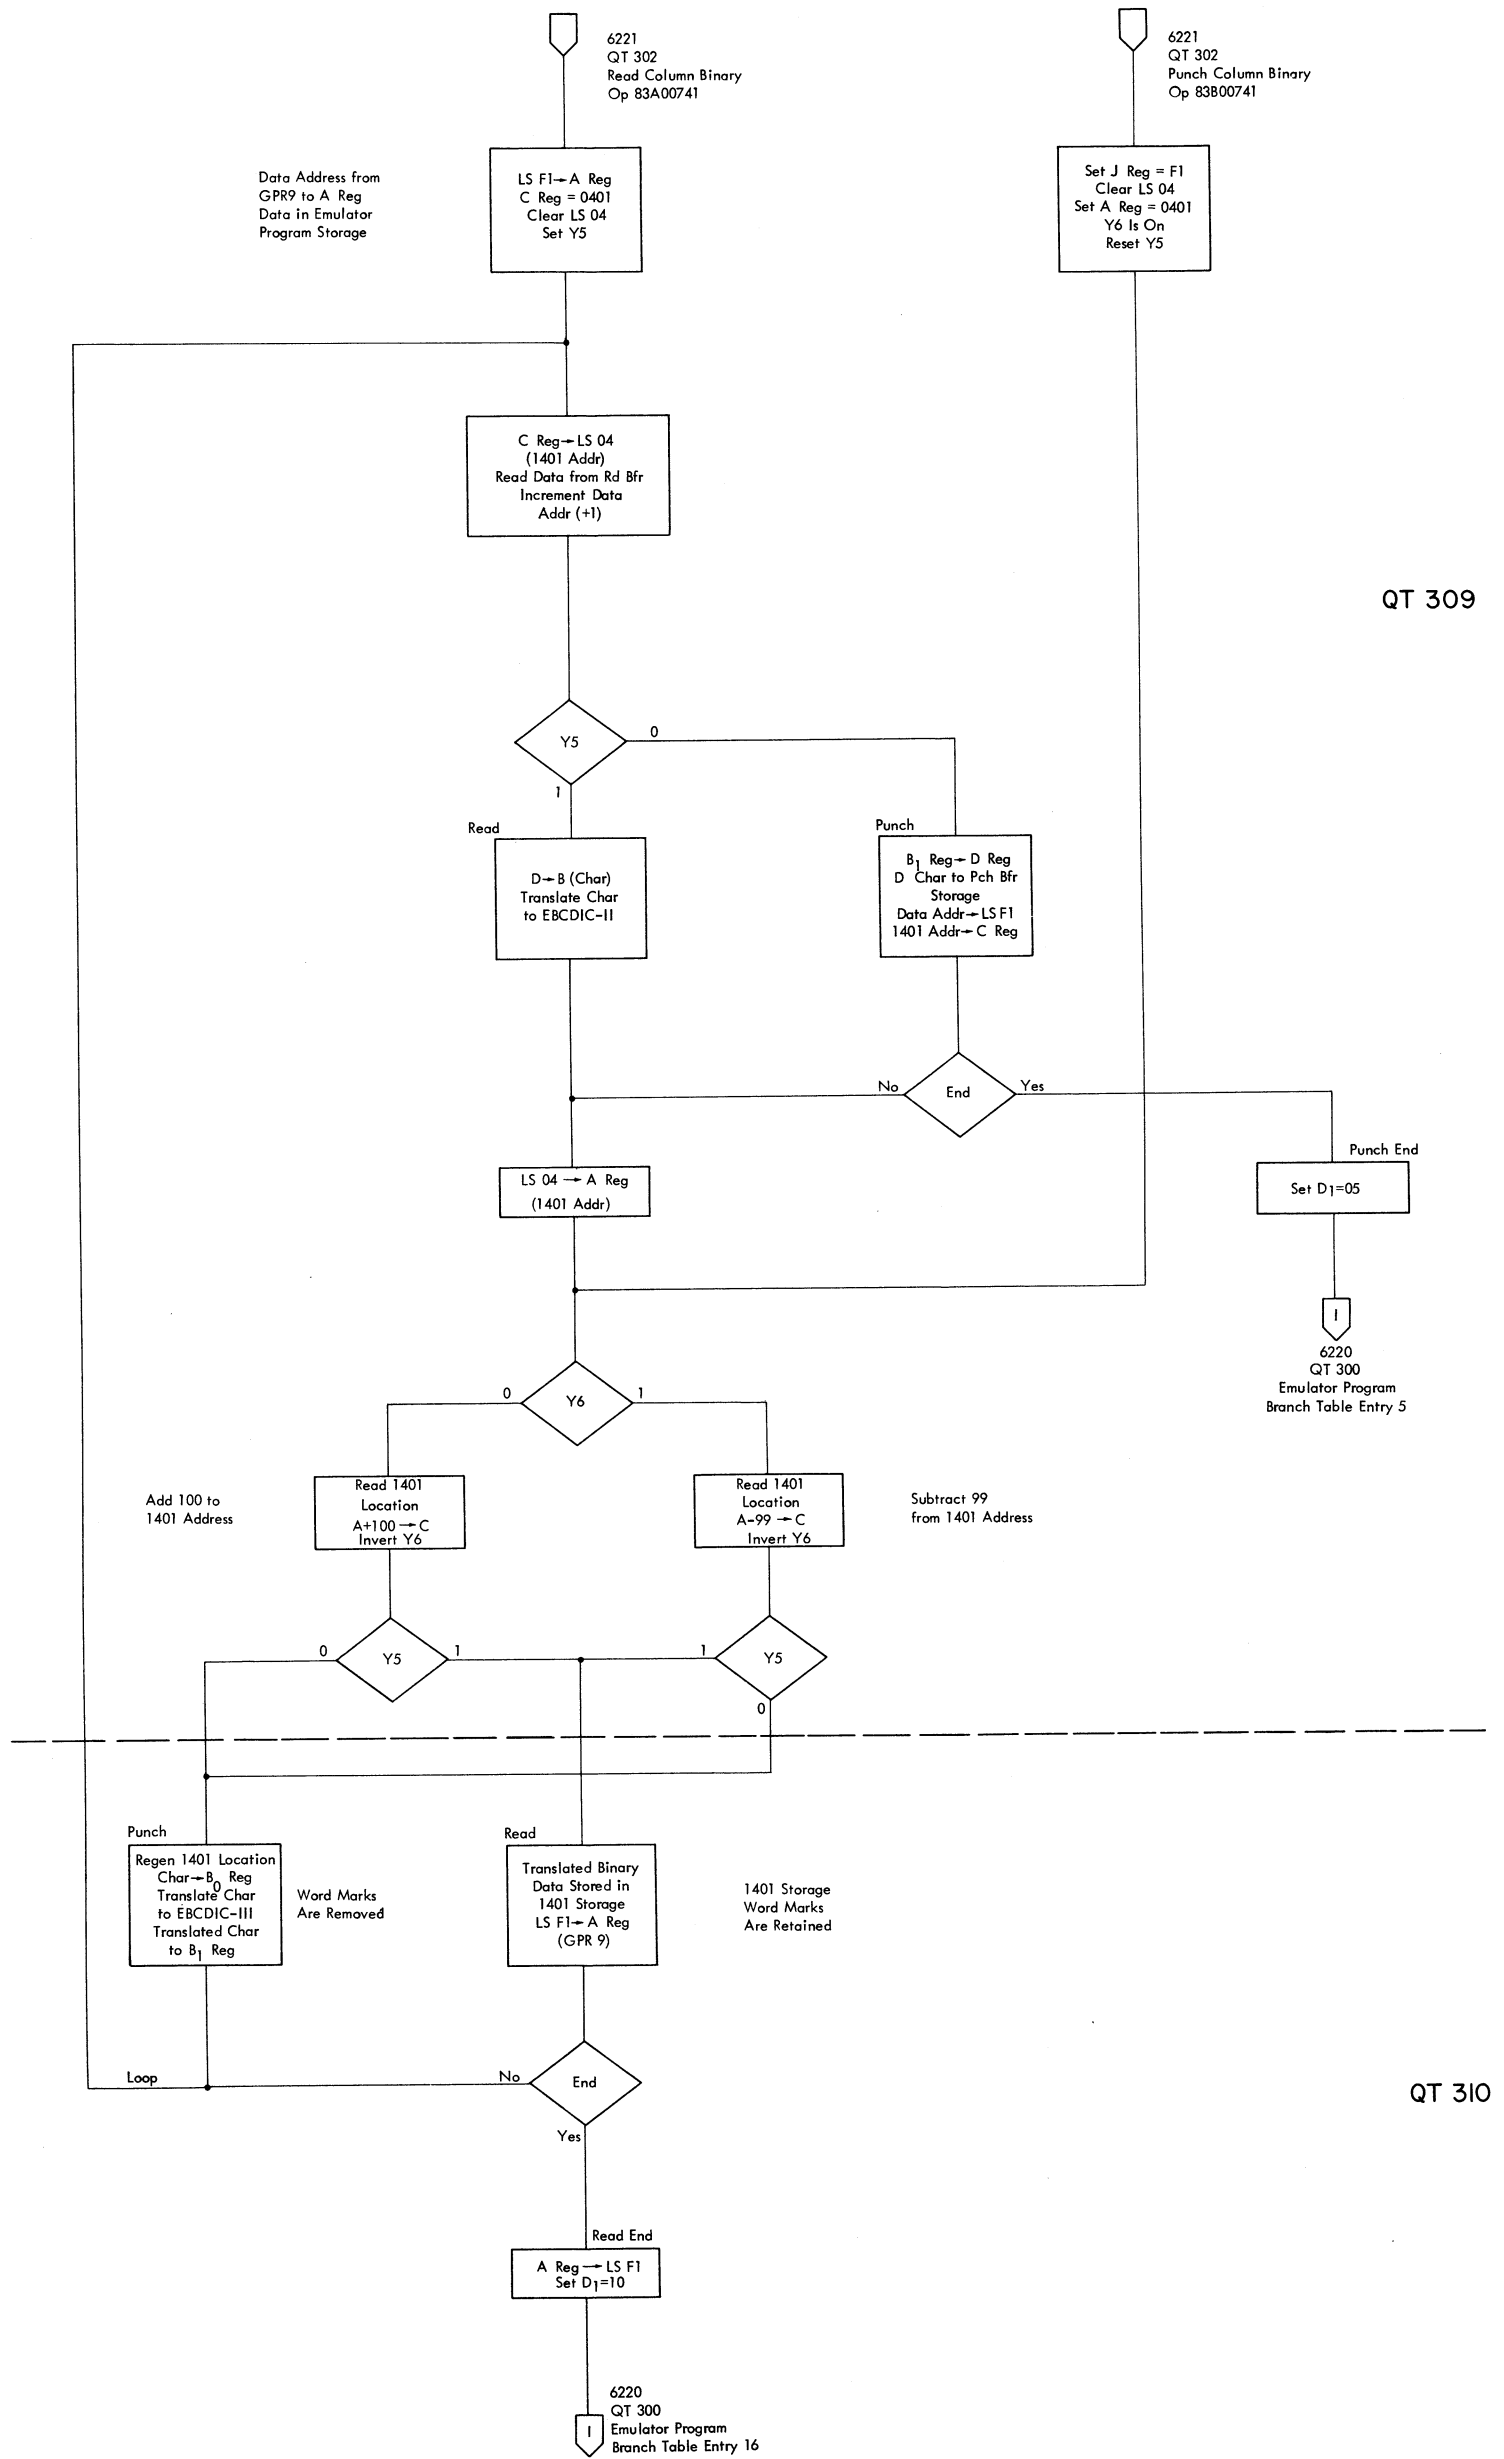 6221
QT 302
Read Column Binary
Op 83A00741
6221
QT 302
Punch Column Binary
Op 83B00741
Data Address from
GPR9 to A Reg
Data in Emulator
Program Storage
LS F1→A Reg
C Reg = 0401
Clear LS 04
Set Y5
Set J Reg = F1
Clear LS 04
Set A Reg = 0401
Y6 Is On
Reset Y5
C Reg→LS 04
(1401 Addr)
Read Data from Rd Bfr
Increment Data
Addr (+1)
QT 309
Y5
0
1
Read
D→B (Char)
Translate Char
to EBCDIC-II
Punch
B1 Reg→D Reg
D Char to Pch Bfr
Storage
Data Addr→LS F1
1401 Addr→C Reg
No
End
Yes
LS 04 → A Reg
(1401 Addr)
Punch End
Set D1=05
I
6220
QT 300
Emulator Program
Branch Table Entry 5
0
Y6
1
Add 100 to
1401 Address
Read 1401
Location
A+100→C
Invert Y6
Read 1401
Location
A-99→C
Invert Y6
Subtract 99
from 1401 Address
0
Y5
1
1
Y5
0
Punch
Regen 1401 Location
Char→B0 Reg
Translate Char
to EBCDIC-III
Translated Char
to B1 Reg
Word Marks
Are Removed
Read
Translated Binary
Data Stored in
1401 Storage
LS F1→A Reg
(GPR 9)
1401 Storage
Word Marks
Are Retained
Loop
No
End
Yes
QT 310
Read End
A Reg→LS F1
Set D1=10
6220
QT 300
Emulator Program
Branch Table Entry 16
I